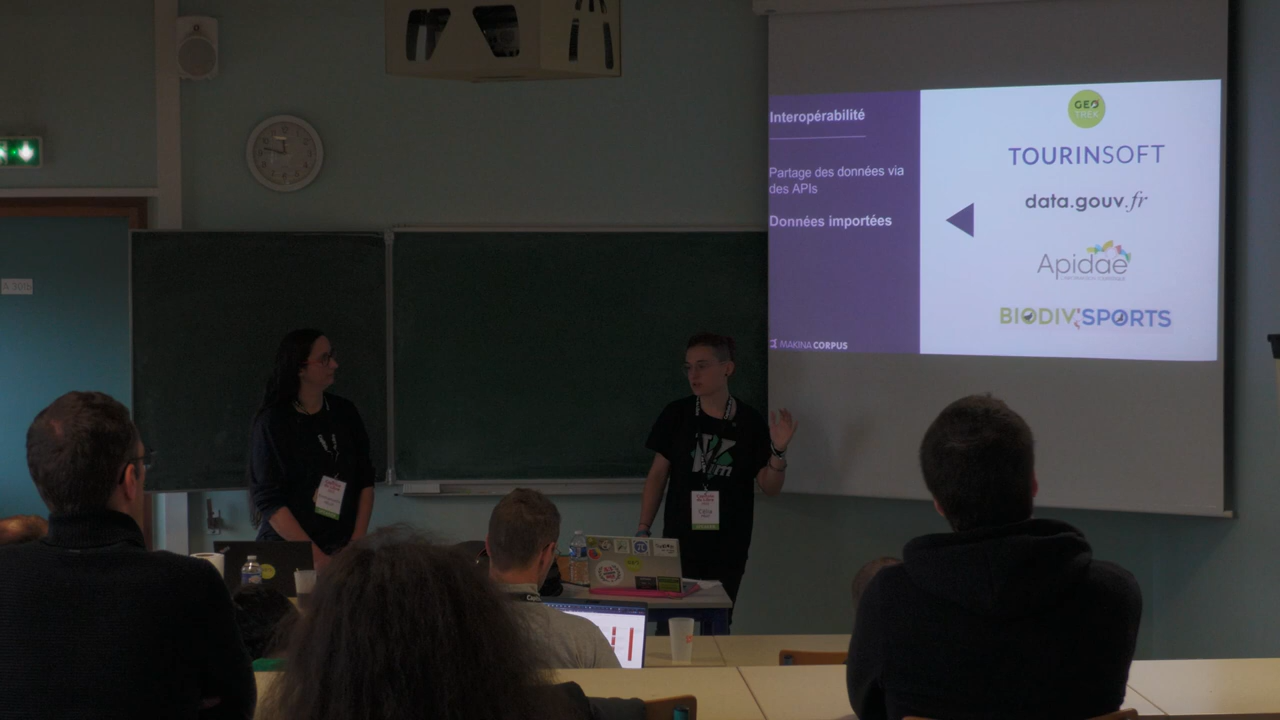 Interopérabilité
Partage des données via
des APIs
Données importées
MAKINA CORPUS
GEO
TREK
TOURINSOFT
data.gouv.fr
Apidae
BIODIV'SPORTS
Célia